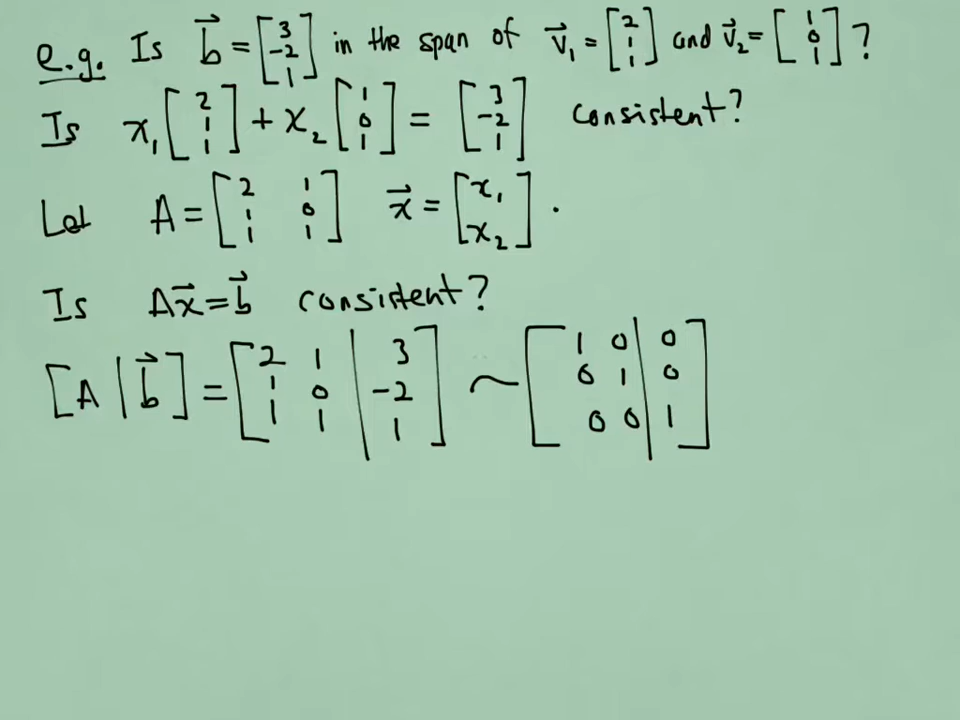 e.g. Is b⃗ = [3 -2 1] in the span of v⃗₁ = [2 1 1] and v⃗₂ = [1 0 1] ?
Is x₁ [2 1 1] + x₂ [1 0 1] = [3 -2 1] consistent?
Let A = [2 1; 1 0; 1 1] x⃗ = [x₁ x₂] .
Is Ax⃗ = b⃗ consistent?
[A | b⃗] = [2 1 | 3; 1 0 | -2; 1 1 | 1] ~ [1 0 | 0; 0 1 | 0; 0 0 | 1]